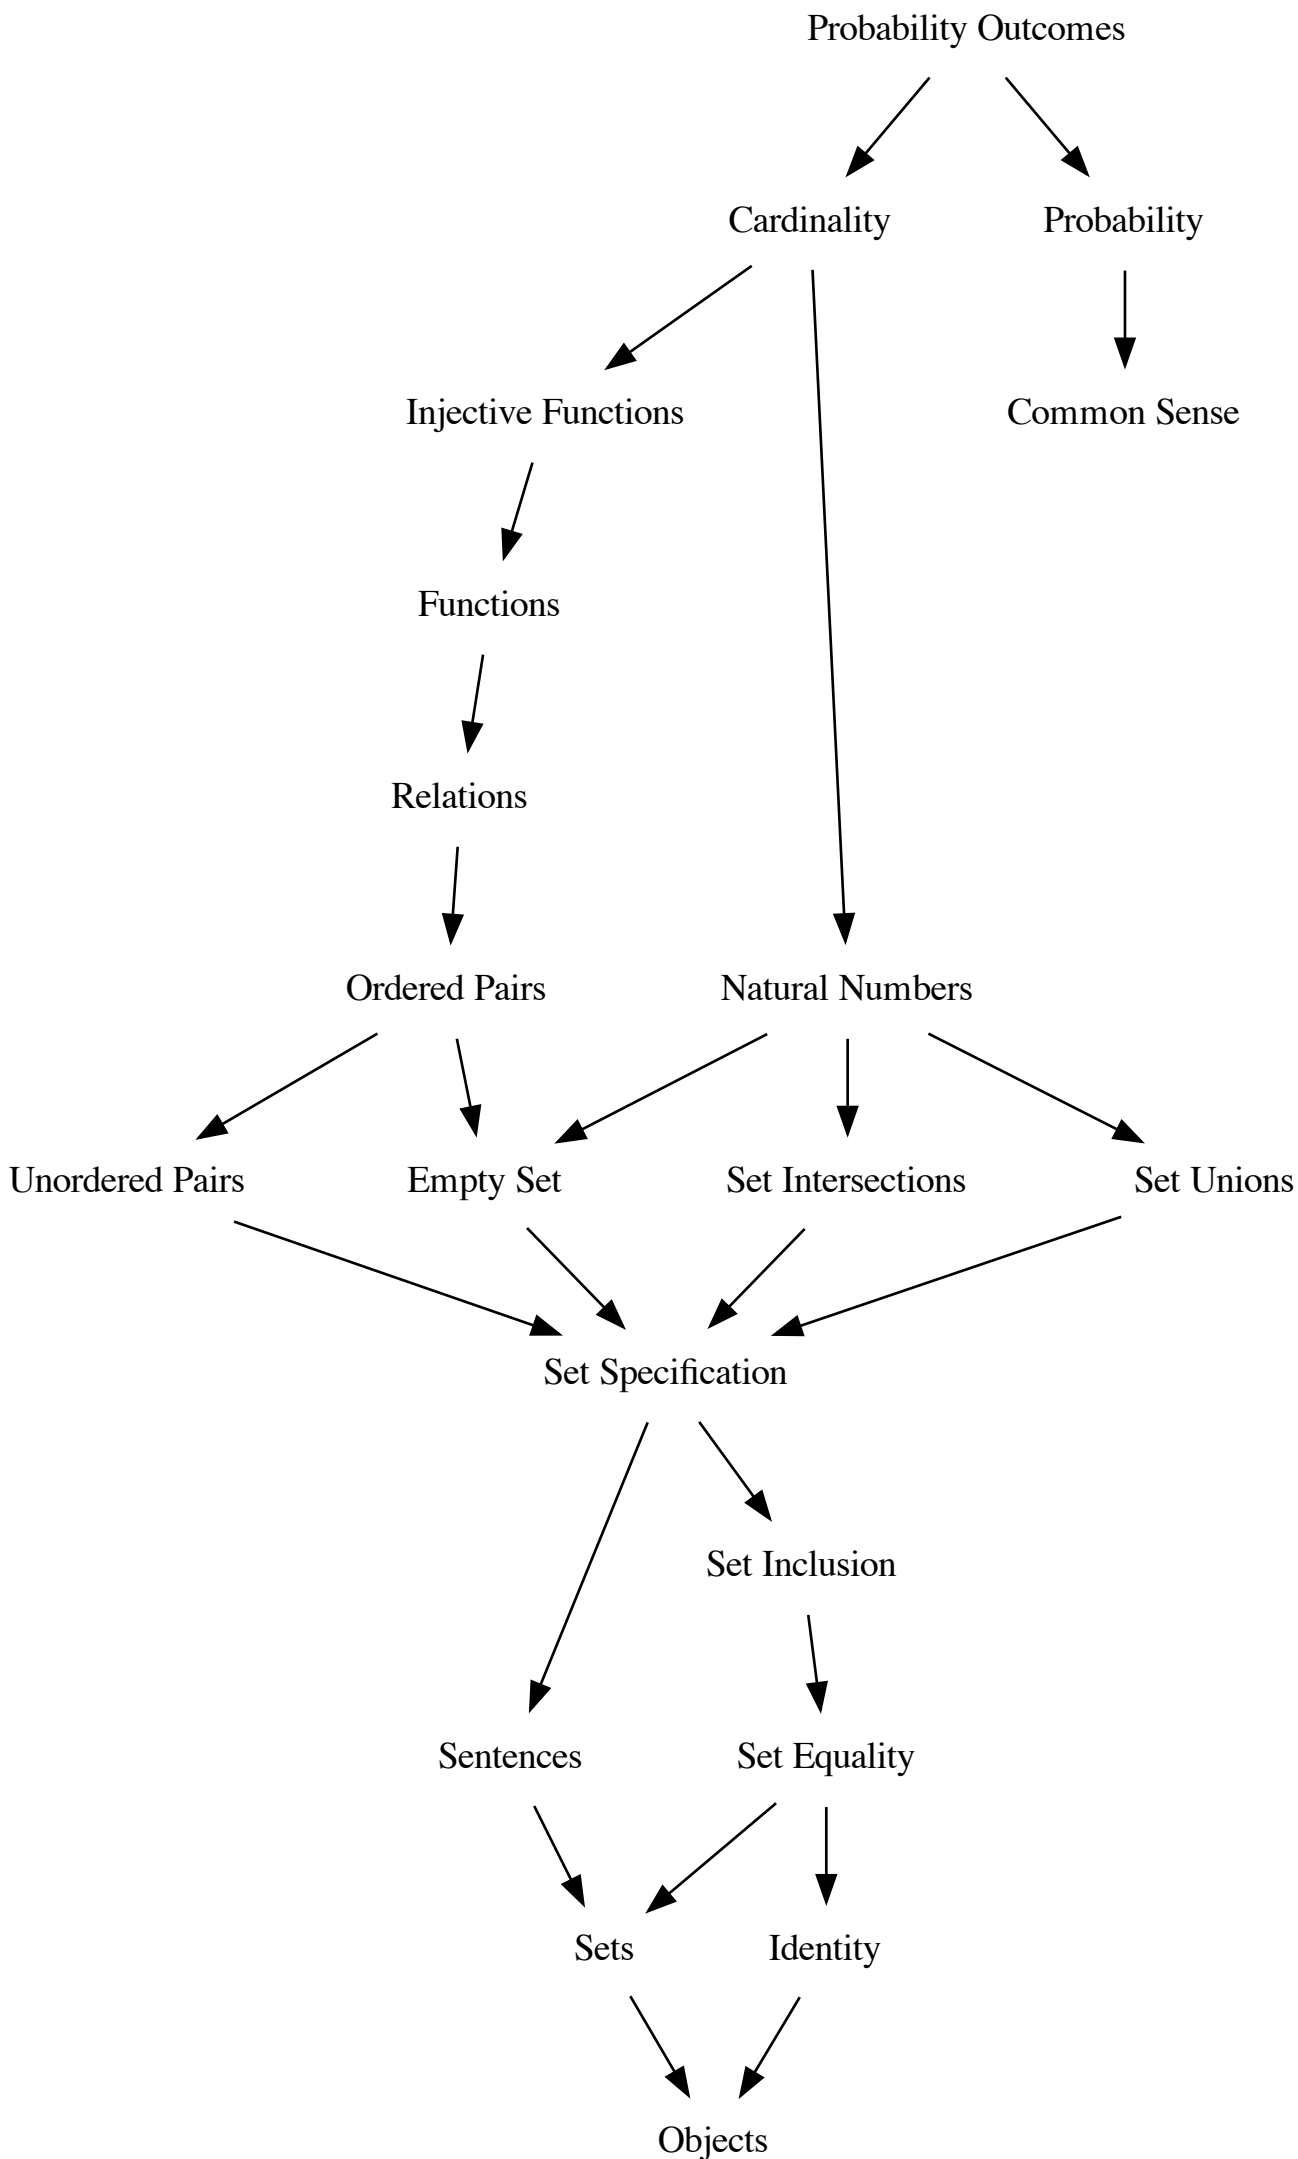 Probability Outcomes
Cardinality
Probability
Injective Functions
Common Sense
Functions
Relations
Ordered Pairs
Natural Numbers
Unordered Pairs
Empty Set
Set Intersections
Set Unions
Set Specification
Set Inclusion
Sentences
Set Equality
Sets
Identity
Objects